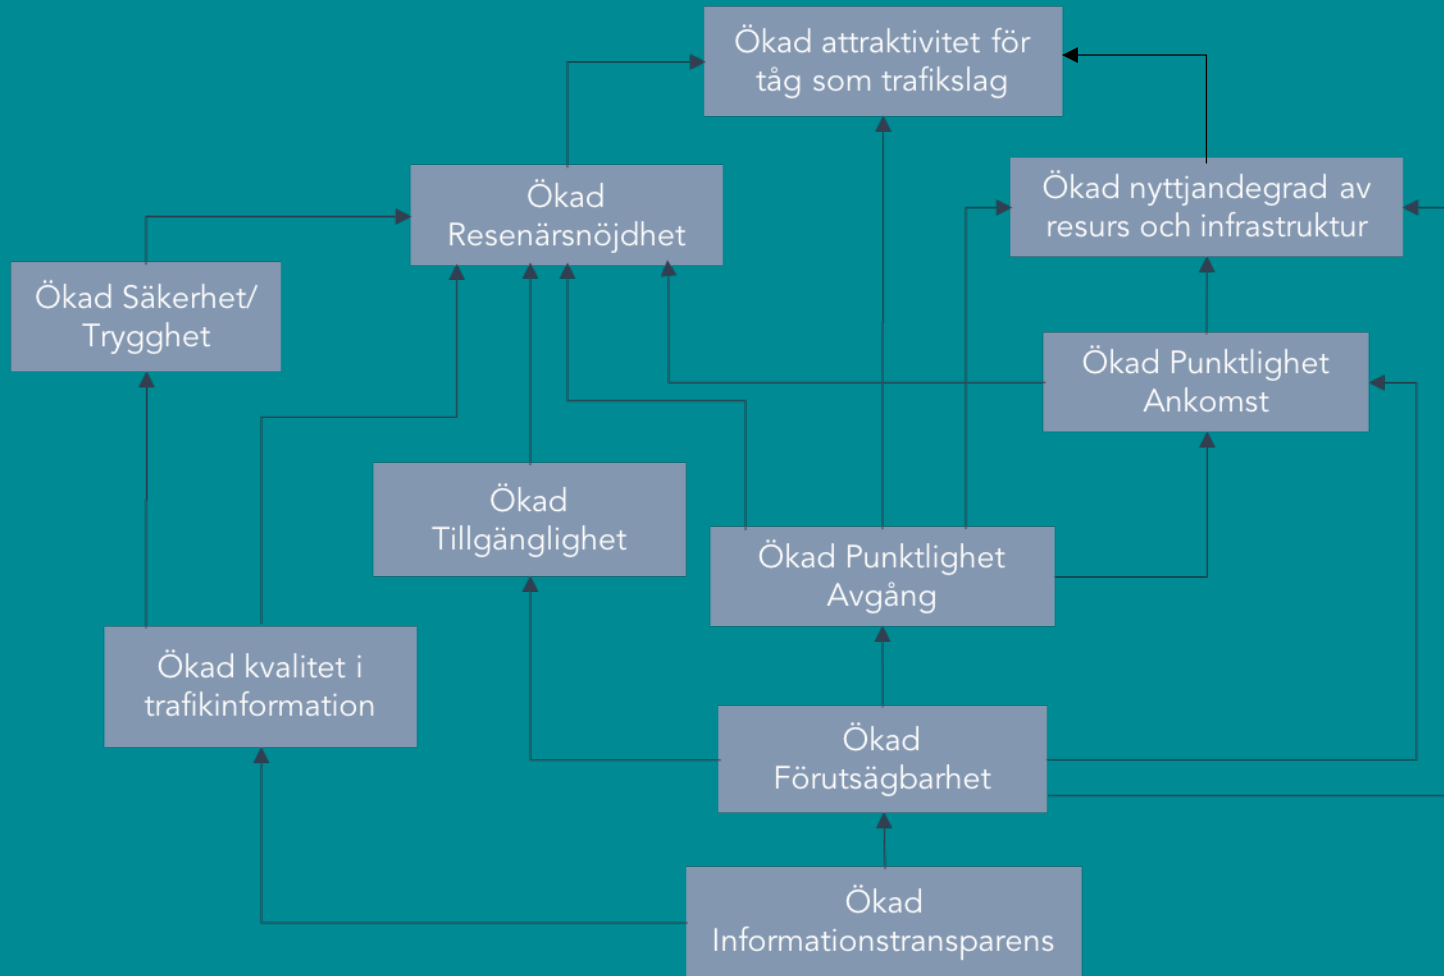 Ökad attraktivitet för
tåg som trafikslag
Ökad
Resenärsnöjdhet
Ökad nyttjandegrad av
resurs och infrastruktur
Ökad Säkerhet/
Trygghet
Ökad Punktlighet
Ankomst
Ökad
Tillgänglighet
Ökad Punktlighet
Avgång
Ökad kvalitet i
trafikinformation
Ökad
Förutsägbarhet
Ökad
Informationstransparens